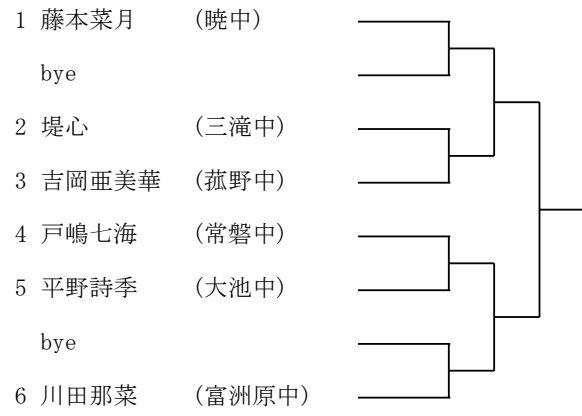 1 藤本菜月 (暁中)
bye
2 堤心 (三滝中)
3 吉岡亜美華 (菰野中)
4 戸嶋七海 (常磐中)
5 平野詩季 (大池中)
bye
6 川田那菜 (富洲原中)